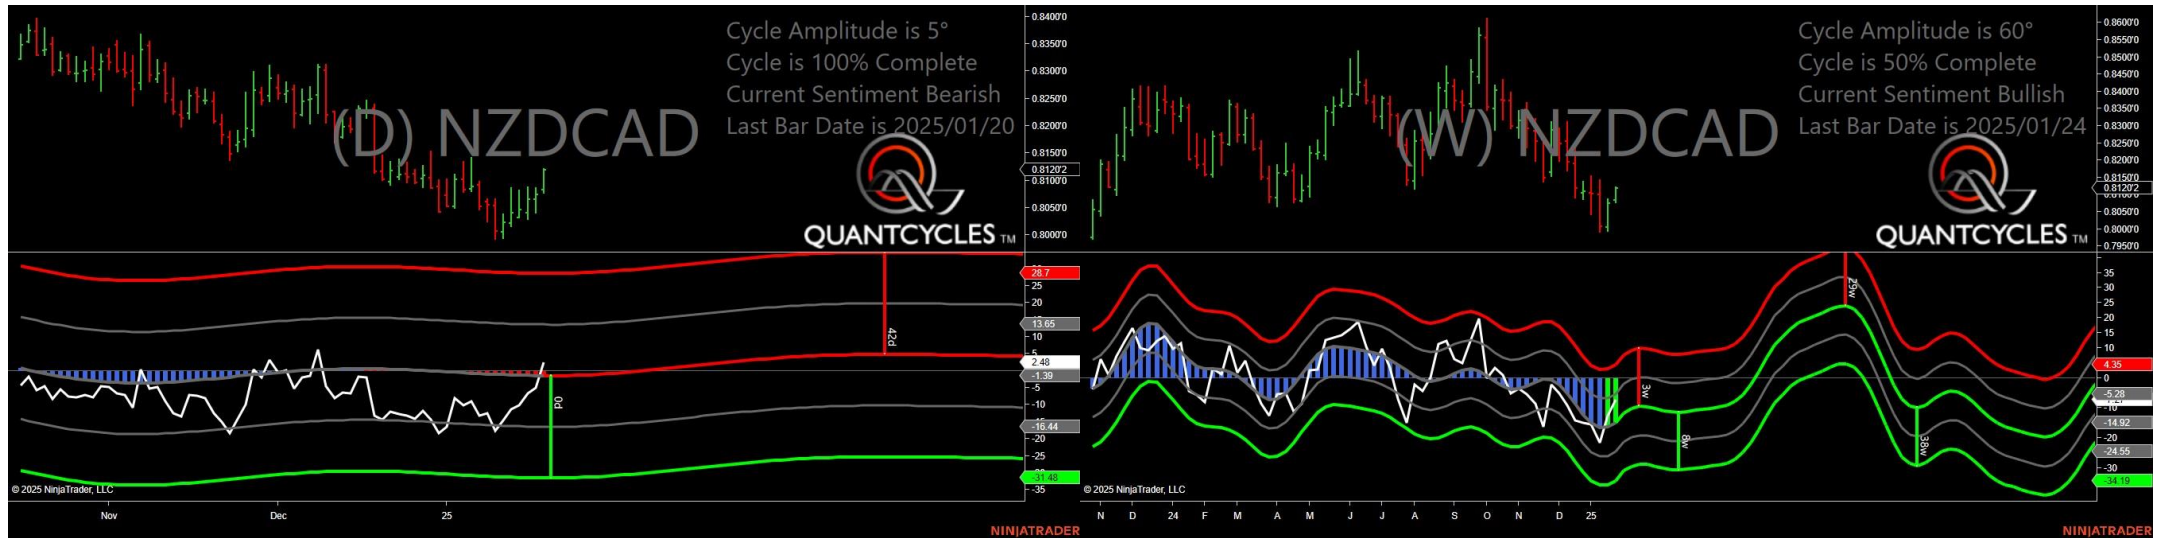 Cycle Amplitude is 5°
Cycle is 100% Complete
Current Sentiment Bearish
Last Bar Date is 2025/01/20
(D) NZDCAD
QUANTCYCLES TM
0.8400'0
0.8350'0
0.8300'0
0.8250'0
0.8200'0
0.8150'0
0.8120'2
0.8100'0
0.8050'0
0.8000'0
28.7
25
20
13.65
10
5
2.48
-1.39
-5
-10
-16.44
-20
-25
-31.48
-35
42d
0d
© 2025 NinjaTrader, LLC
Nov Dec 25
NINJATRADER
Cycle Amplitude is 60°
Cycle is 50% Complete
Current Sentiment Bullish
Last Bar Date is 2025/01/24
(W) NZDCAD
QUANTCYCLES TM
0.8600'0
0.8550'0
0.8500'0
0.8450'0
0.8400'0
0.8350'0
0.8300'0
0.8250'0
0.8200'0
0.8150'0
0.8120'2
0.8050'0
0.8000'0
0.7950'0
35
30
25
20
15
10
4.35
0
-5.28
-10
-14.92
-20
-24.55
-30
-34.19
3w
8w
29w
38w
© 2025 NinjaTrader, LLC
N D 24 F M A M J J A S O N D 25
NINJATRADER